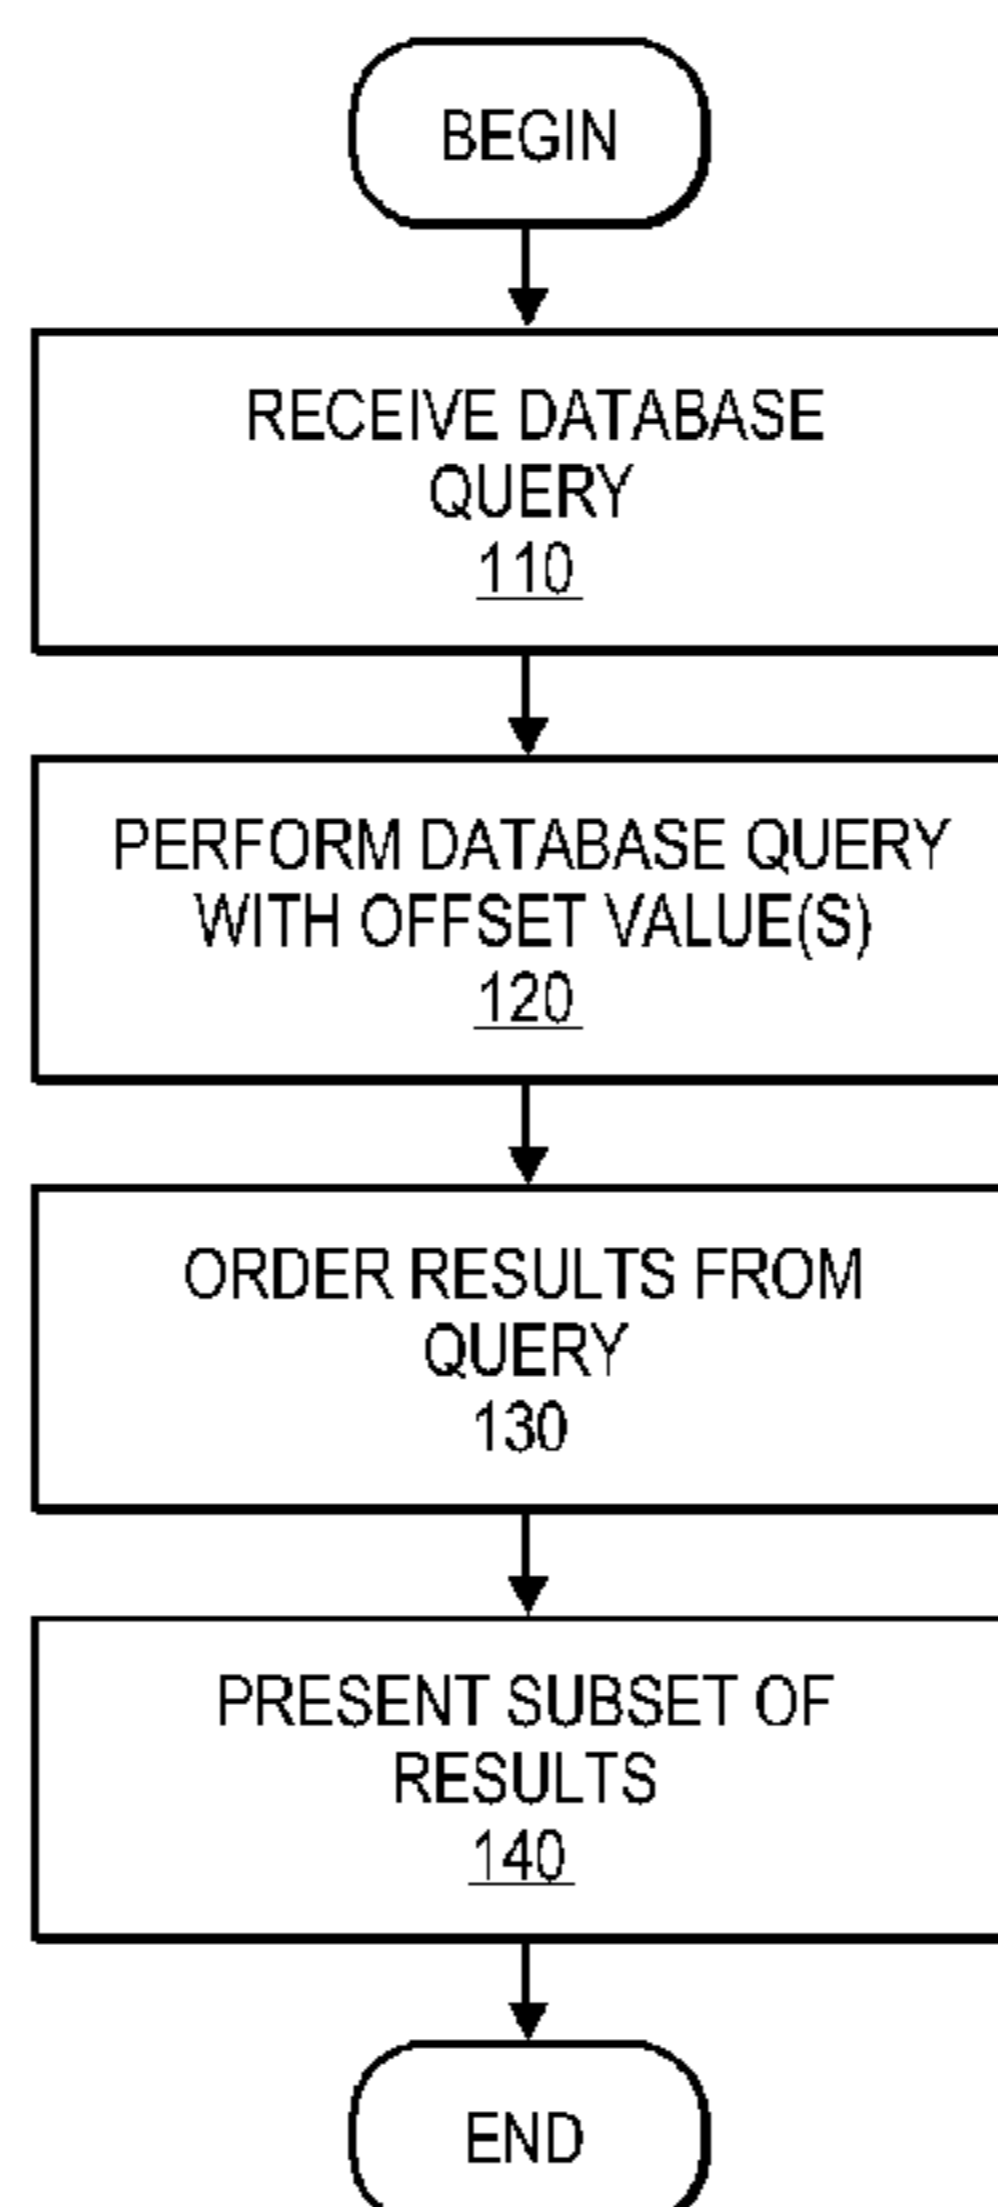 BEGIN
RECEIVE DATABASE
QUERY
110
PERFORM DATABASE QUERY
WITH OFFSET VALUE(S)
120
ORDER RESULTS FROM
QUERY
130
PRESENT SUBSET OF
RESULTS
140
END